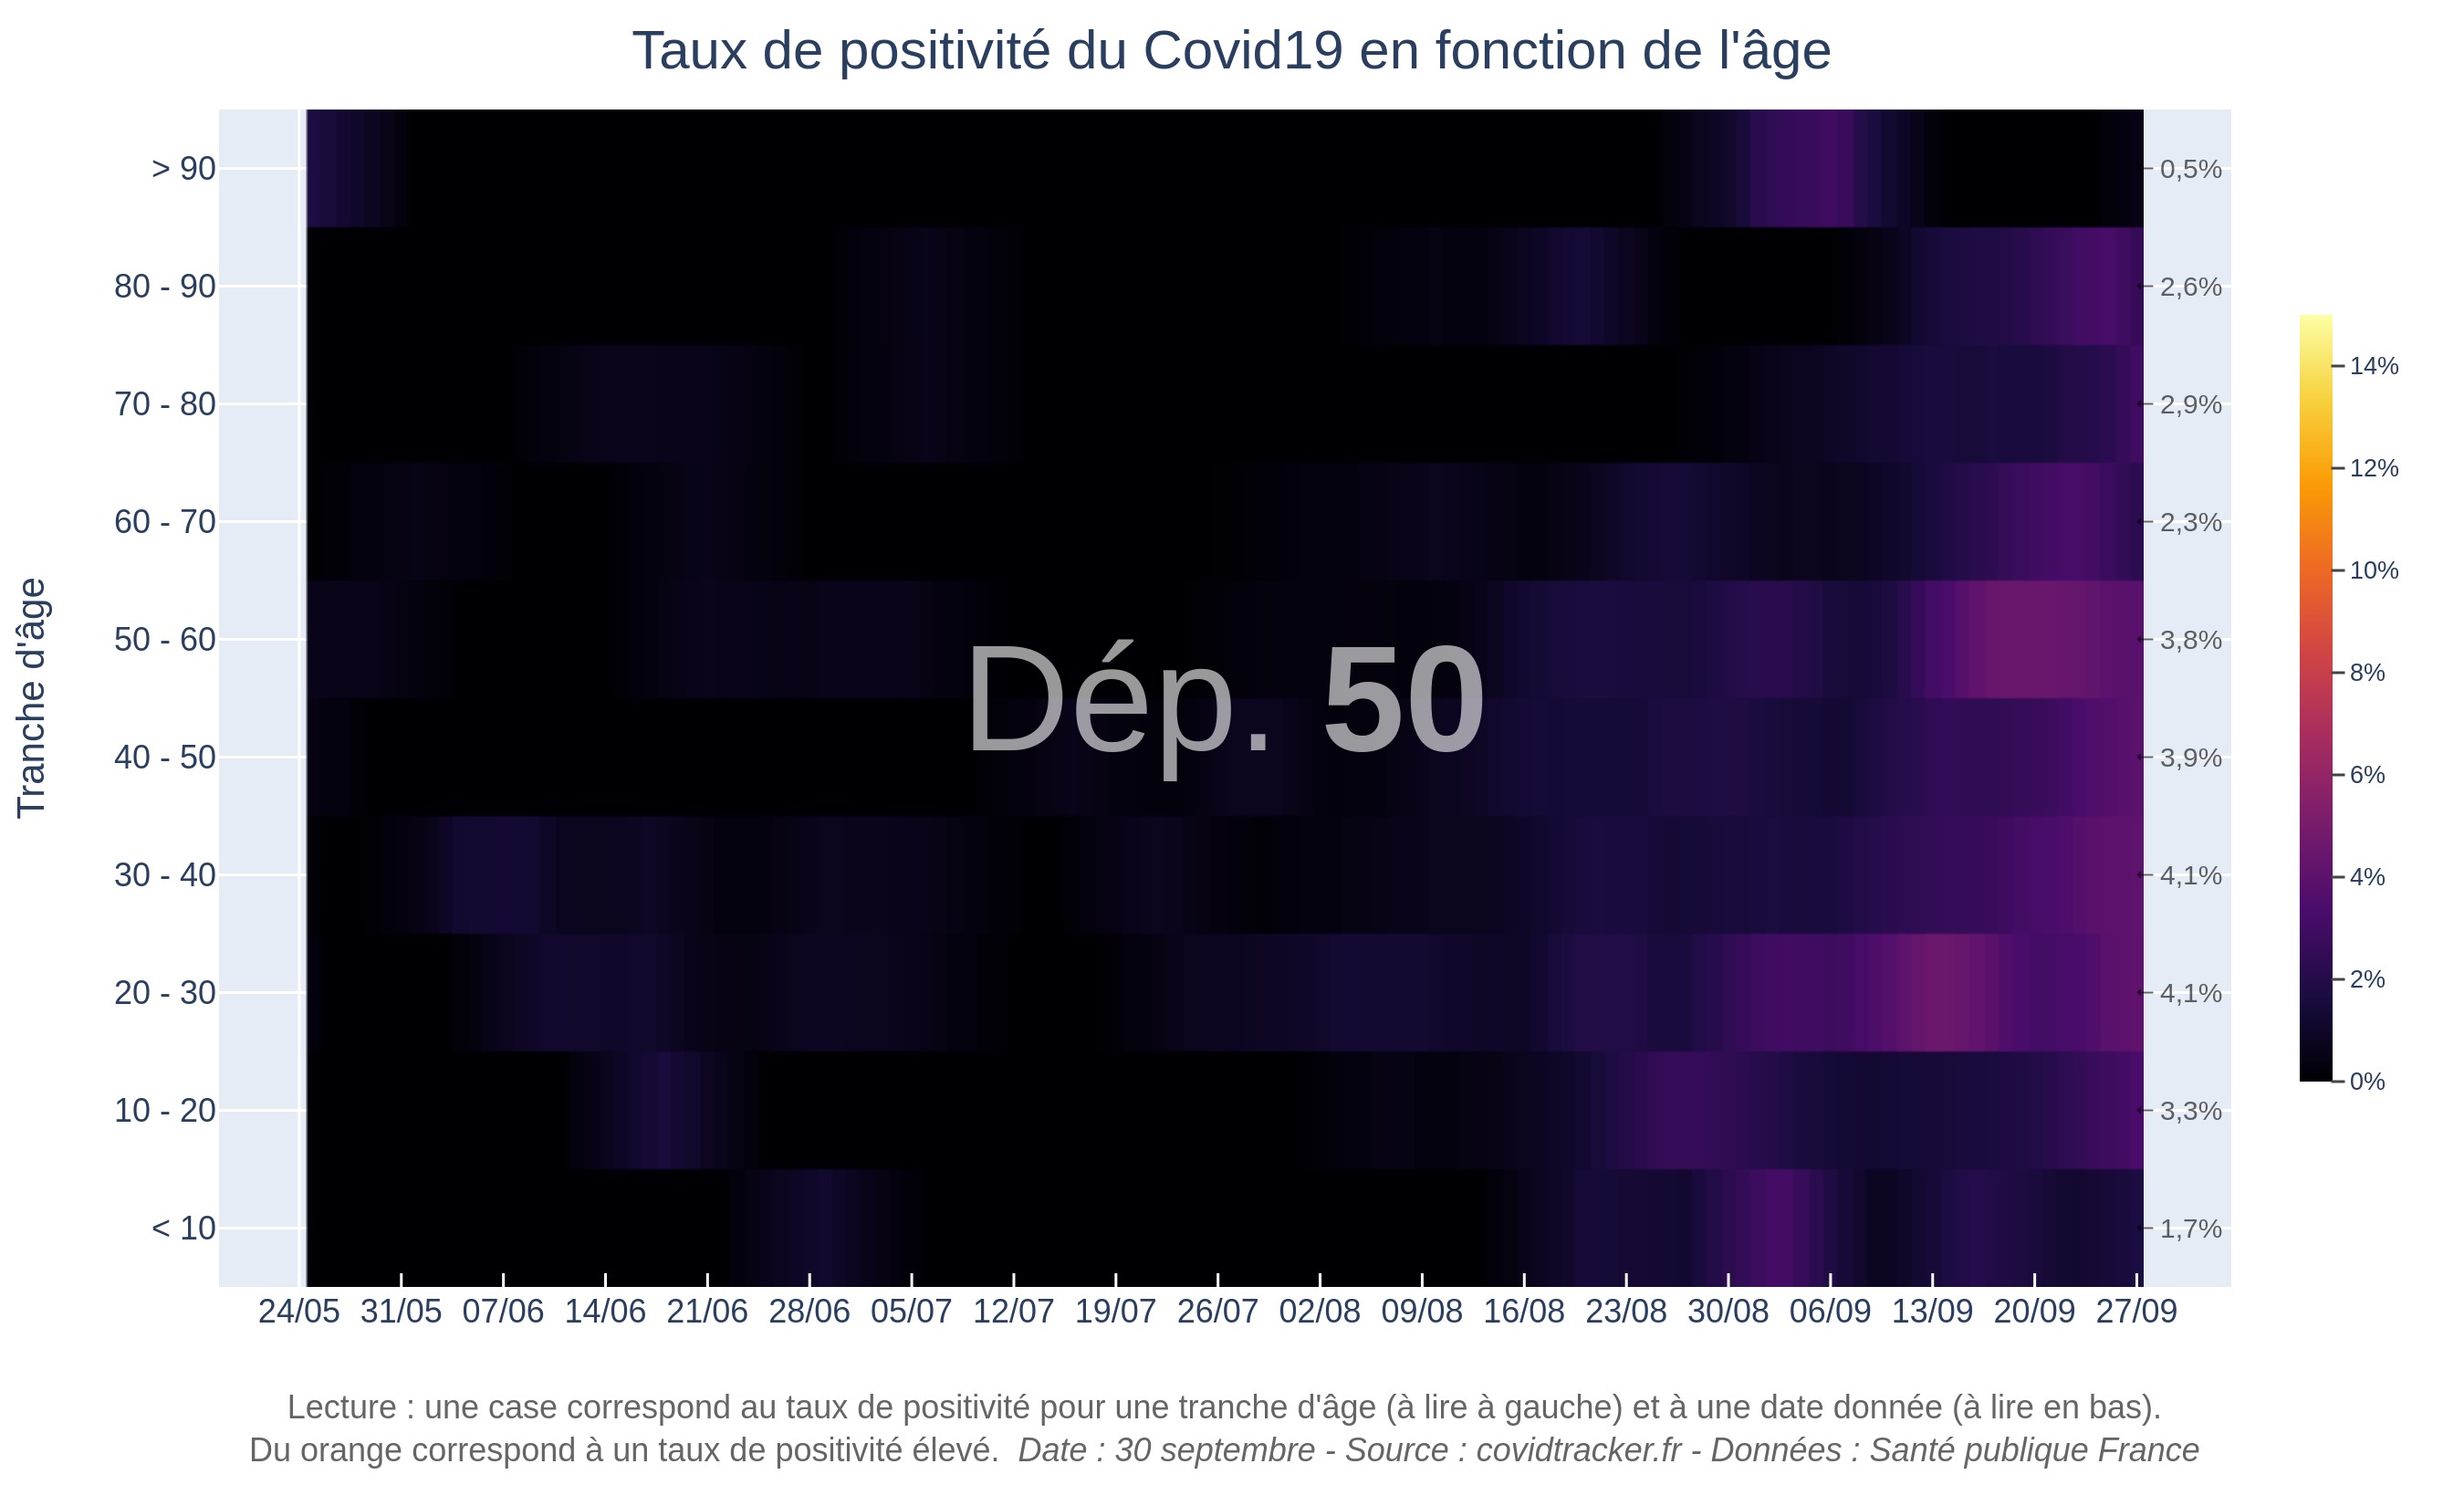 Taux de positivité du Covid19 en fonction de l'âge
Tranche d'âge
> 90
80 - 90
70 - 80
60 - 70
50 - 60
40 - 50
30 - 40
20 - 30
10 - 20
< 10
Dép. 50
0,5%
2,6%
2,9%
2,3%
3,8%
3,9%
4,1%
4,1%
3,3%
1,7%
14%
12%
10%
8%
6%
4%
2%
0%
24/05 31/05 07/06 14/06 21/06 28/06 05/07 12/07 19/07 26/07 02/08 09/08 16/08 23/08 30/08 06/09 13/09 20/09 27/09
Lecture : une case correspond au taux de positivité pour une tranche d'âge (à lire à gauche) et à une date donnée (à lire en bas).
Du orange correspond à un taux de positivité élevé. Date : 30 septembre - Source : covidtracker.fr - Données : Santé publique France